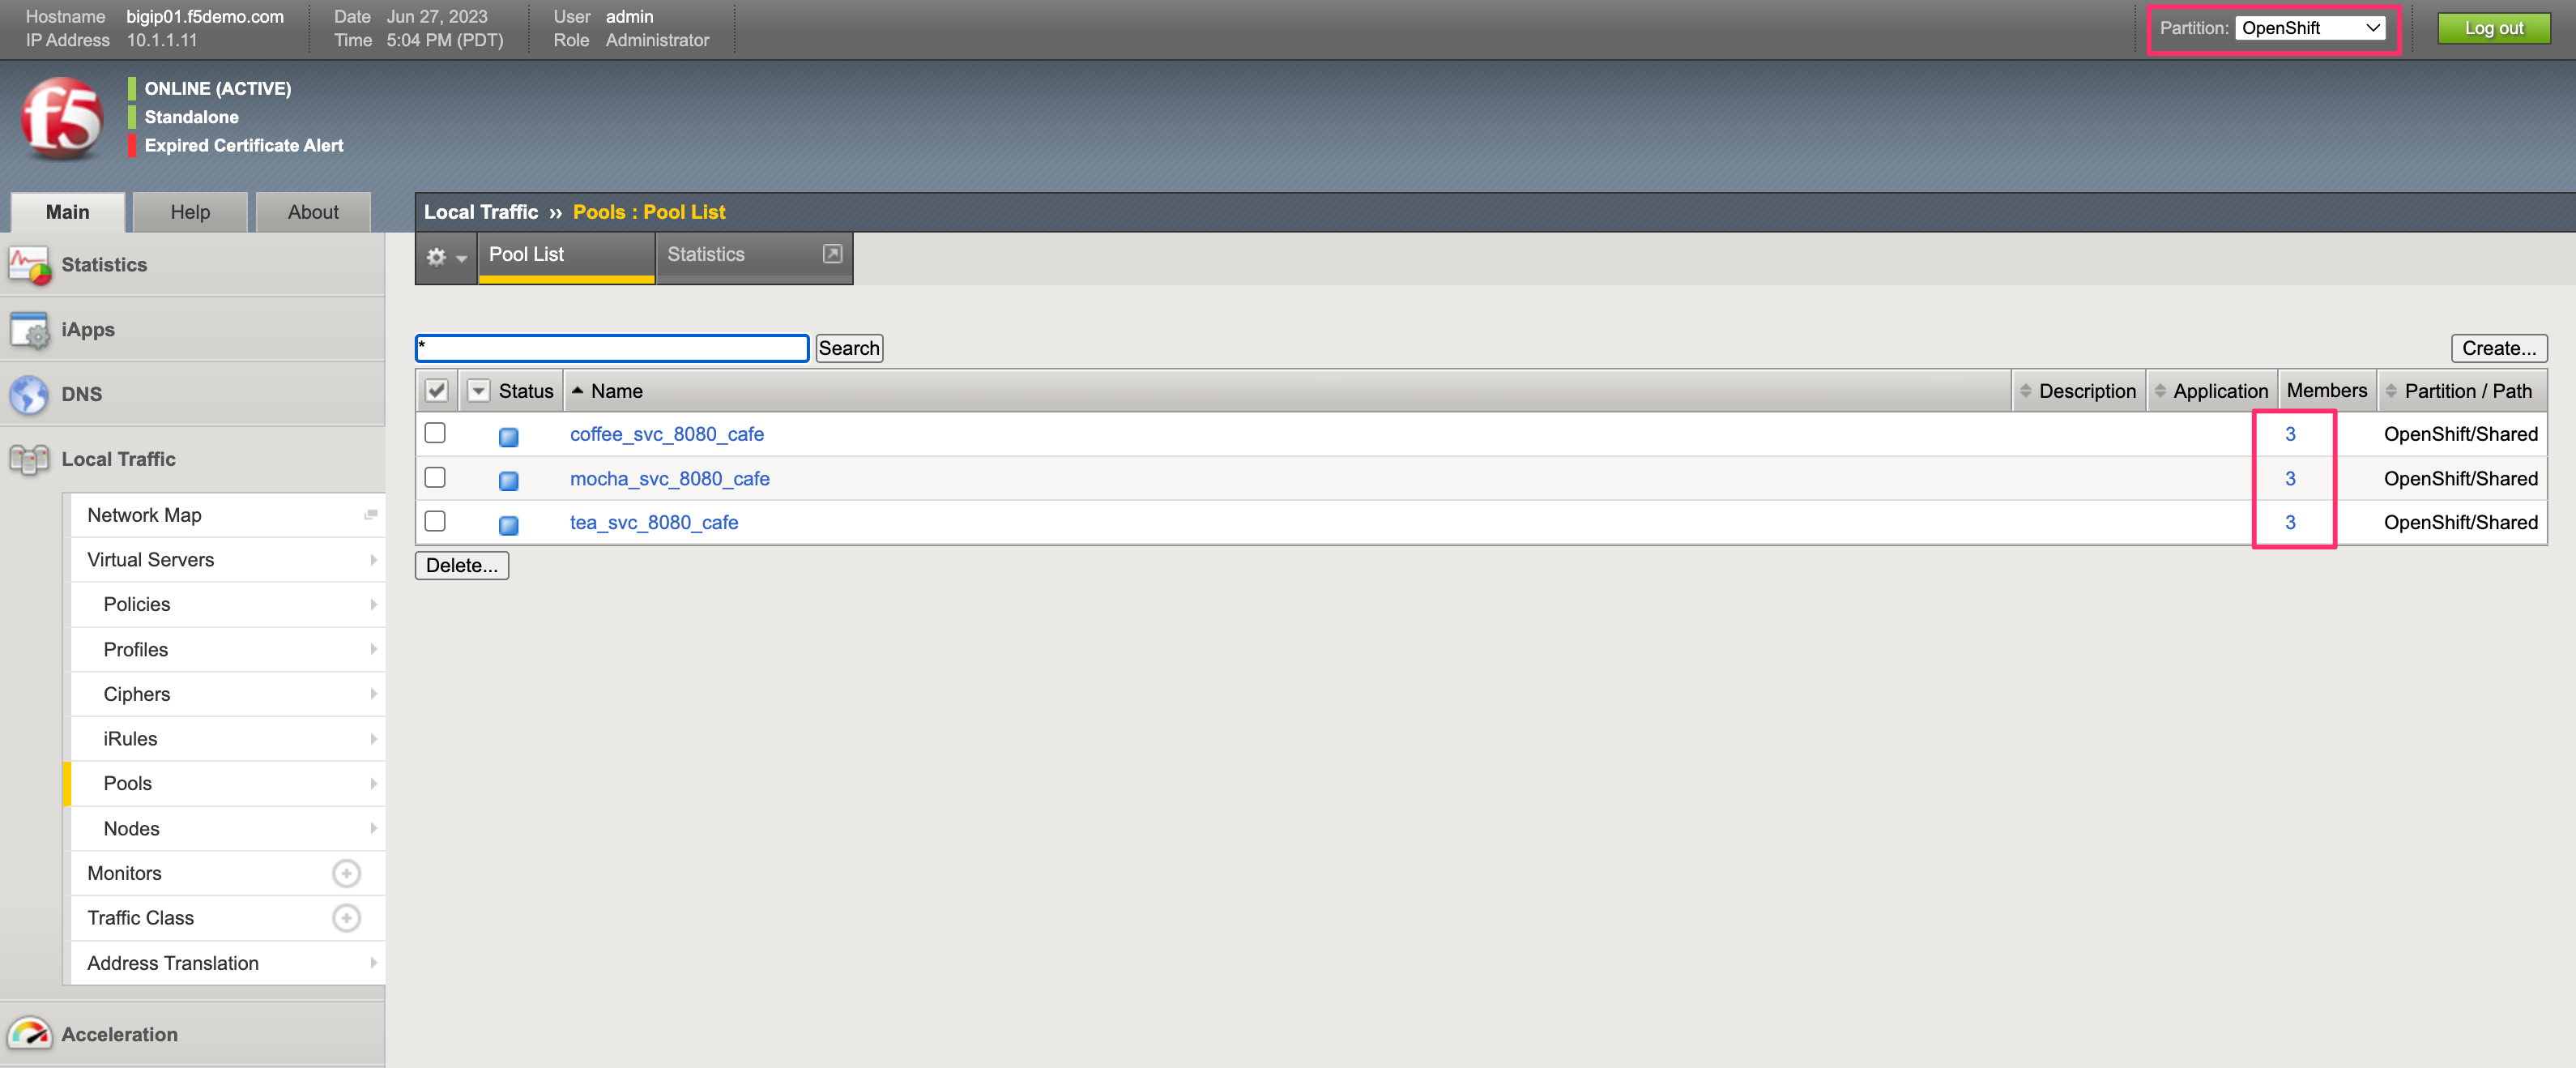 Hostname bigip01.f5demo.com Date Jun 27, 2023 User admin Partition: OpenShift Log out
IP Address 10.1.1.11 Time 5:04 PM (PDT) Role Administrator
f5
ONLINE (ACTIVE)
Standalone
Expired Certificate Alert
Main Help About
Local Traffic ›› Pools : Pool List
Pool List Statistics
Statistics
iApps
DNS
Local Traffic
Network Map
Virtual Servers
Policies
Profiles
Ciphers
iRules
Pools
Nodes
Monitors
Traffic Class
Address Translation
Acceleration
* Search Create...
Status Name Description Application Members Partition / Path
coffee_svc_8080_cafe 3 OpenShift/Shared
mocha_svc_8080_cafe 3 OpenShift/Shared
tea_svc_8080_cafe 3 OpenShift/Shared
Delete...